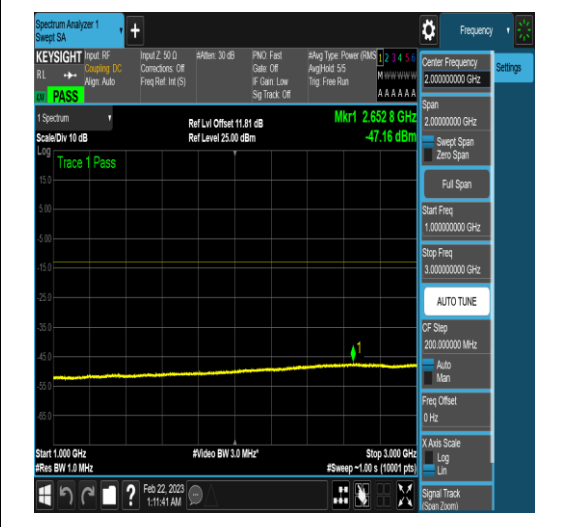 Spectrum Analyzer 1
Swept SA
+
Frequency
KEYSIGHT
RL
PASS
Input: RF
Coupling: DC
Align: Auto
Input Z: 50 Ω
Corrections: Off
Freq Ref: Int (S)
#Atten: 30 dB
PNO: Fast
Gate: Off
IF Gain: Low
Sig Track: Off
#Avg Type: Power (RMS
Avg|Hold: 5/5
Trig: Free Run
1 2 3 4 5 6
M W W W W W
A A A A A A
1 Spectrum
Scale/Div 10 dB
Ref Lvl Offset 11.81 dB
Ref Level 25.00 dBm
Mkr1 2.652 8 GHz
-47.16 dBm
Log
Trace 1 Pass
15.0
5.00
-5.00
-15.0
-25.0
-35.0
-45.0
-55.0
-65.0
1
Start 1.000 GHz
#Res BW 1.0 MHz
#Video BW 3.0 MHz*
Stop 3.000 GHz
#Sweep ~1.00 s (10001 pts)
?
Feb 22, 2023
1:11:41 AM
Center Frequency
2.000000000 GHz
Settings
Span
2.00000000 GHz
Swept Span
Zero Span
Full Span
Start Freq
1.000000000 GHz
Stop Freq
3.000000000 GHz
AUTO TUNE
CF Step
200.000000 MHz
Auto
Man
Freq Offset
0 Hz
X Axis Scale
Log
Lin
Signal Track
(Span Zoom)